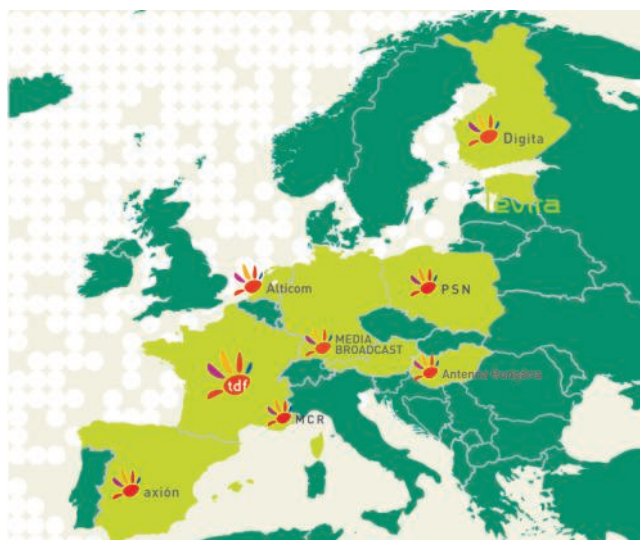 Digita
levira
Alticom
PSN
MEDIA
BROADCAST
Antenna Hungária
tdf
MCR
axión